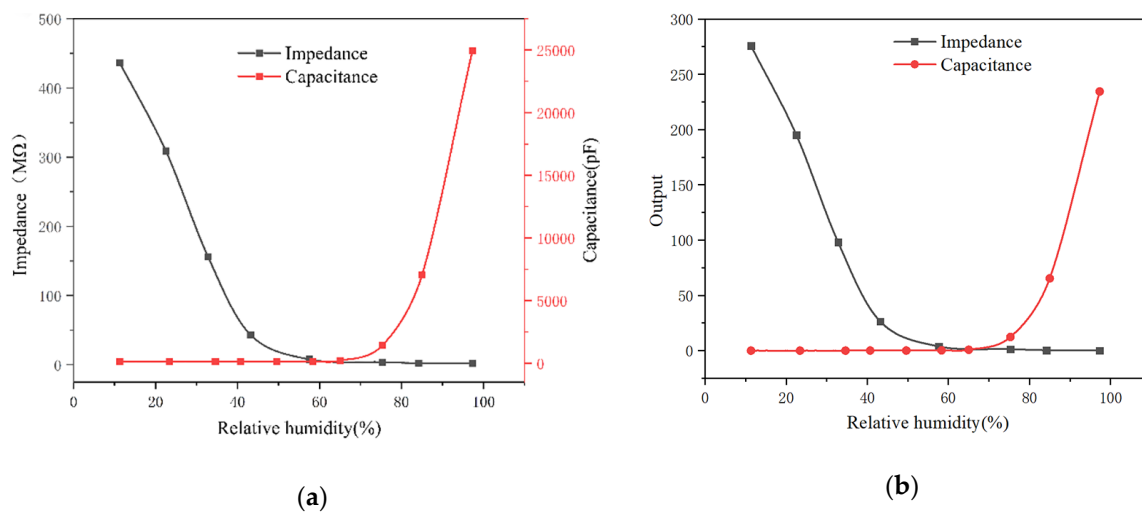 500
400
300
200
100
0
Impedance（MΩ）
Impedance
Capacitance
25000
20000
15000
10000
5000
0
Capacitance(pF)
0 20 40 60 80 100
Relative humidity(%)
(a)
300
250
200
150
100
50
0
Output
Impedance
Capacitance
0 20 40 60 80 100
Relative humidity(%)
(b)